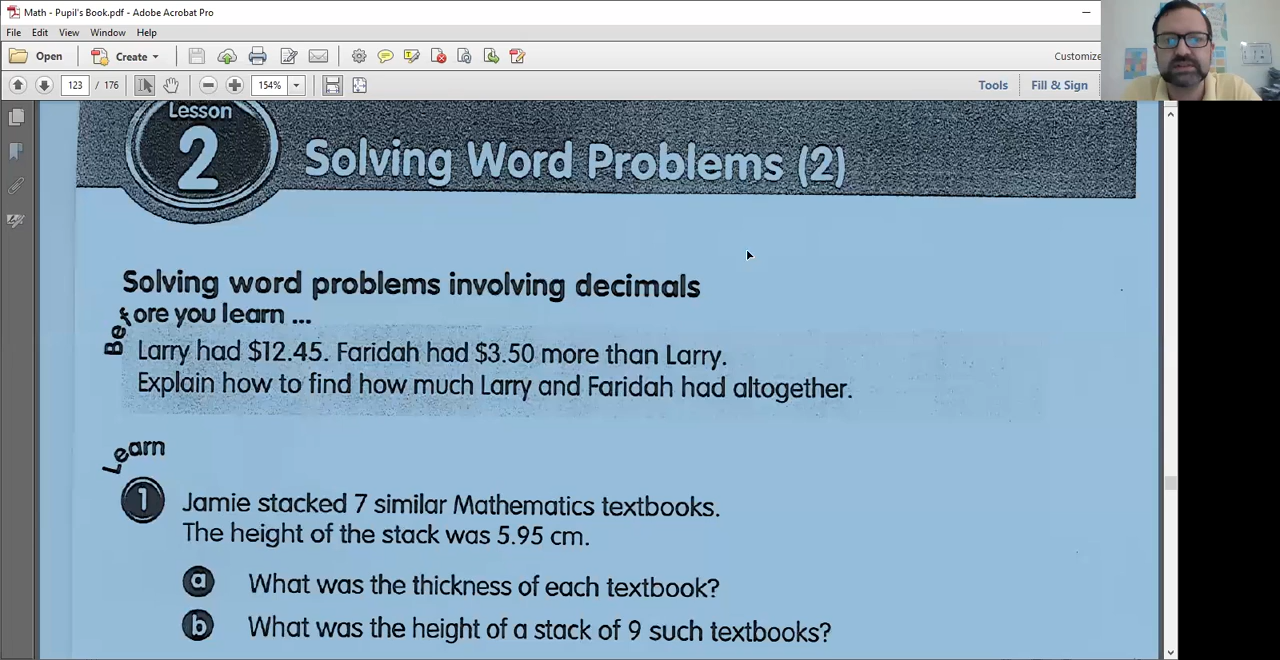 Math - Pupil's Book.pdf - Adobe Acrobat Pro
File Edit View Window Help
Open Create Customize
123 / 176 154% Tools Fill & Sign
Lesson
2
Solving Word Problems (2)
Solving word problems involving decimals
Before you learn ...
Larry had $12.45. Faridah had $3.50 more than Larry.
Explain how to find how much Larry and Faridah had altogether.
Learn
1 Jamie stacked 7 similar Mathematics textbooks.
The height of the stack was 5.95 cm.
a What was the thickness of each textbook?
b What was the height of a stack of 9 such textbooks?